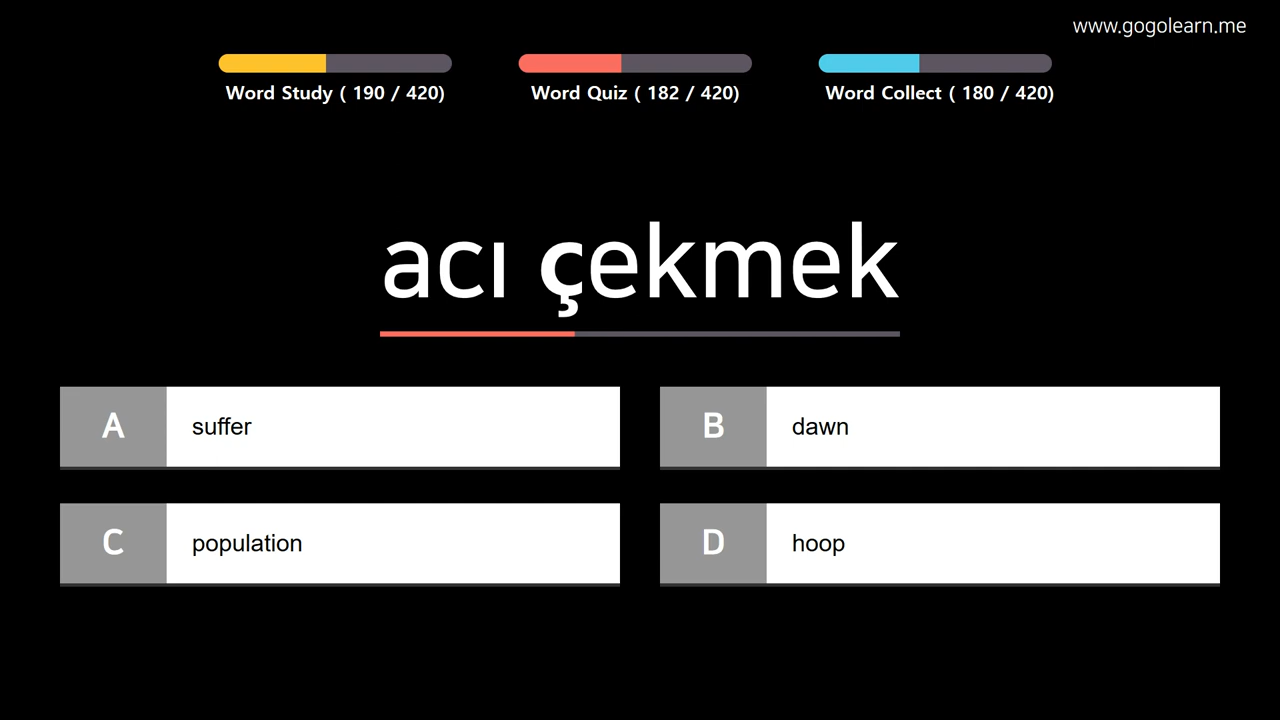 www.gogolearn.me
Word Study ( 190 / 420)
Word Quiz ( 182 / 420)
Word Collect ( 180 / 420)
acı çekmek
A suffer
B dawn
C population
D hoop